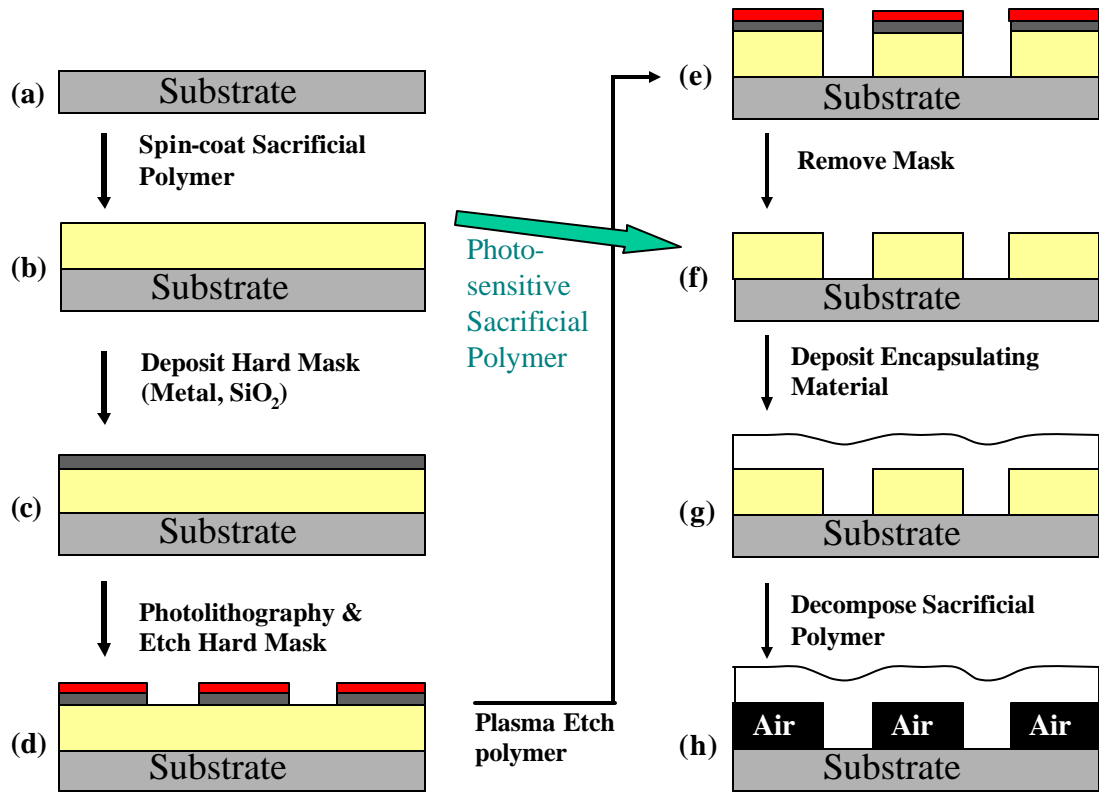 (a)
Substrate
Spin-coat Sacrificial
Polymer
(b)
Substrate
Deposit Hard Mask
(Metal, SiO₂)
(c)
Substrate
Photolithography &
Etch Hard Mask
(d)
Substrate
Photo-
sensitive
Sacrificial
Polymer
Plasma Etch
polymer
(e)
Substrate
Remove Mask
(f)
Substrate
Deposit Encapsulating
Material
(g)
Substrate
Decompose Sacrificial
Polymer
(h)
Air Air Air
Substrate